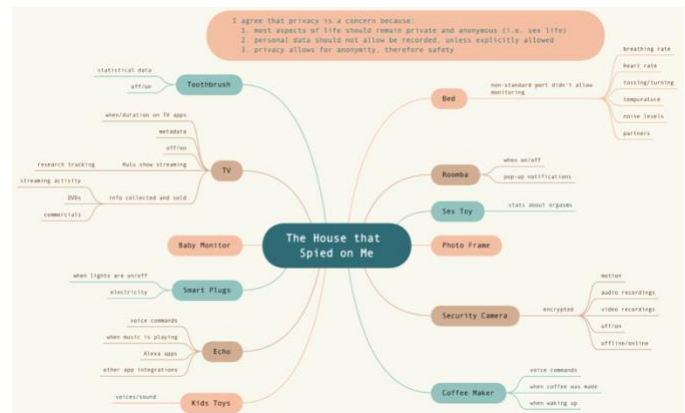 I agree that privacy is a concern because:
1. most aspects of life should remain private and anonymous (i.e. sex life)
2. personal data should not allow be recorded, unless explicitly allowed
3. privacy allows for anonymity, therefore safety
The House that
Spied on Me
Toothbrush
statistical data
off/on
TV
when/duration on TV apps
metadata
off/on
Hulu show streaming
research tracking
info collected and sold
streaming activity
DVDs
commercials
Baby Monitor
Smart Plugs
when lights are on/off
electricity
Echo
voice commands
when music is playing
Alexa apps
other app integrations
Kids Toys
voices/sound
Bed
non-standard port didn't allow
monitoring
breathing rate
heart rate
tossing/turning
tempurature
noise levels
partners
Roomba
when on/off
pop-up notifications
Sex Toy
stats about orgasms
Photo Frame
Security Camera
encrypted
motion
audio recordings
video recordings
off/on
offline/online
Coffee Maker
voice commands
when coffee was made
when waking up